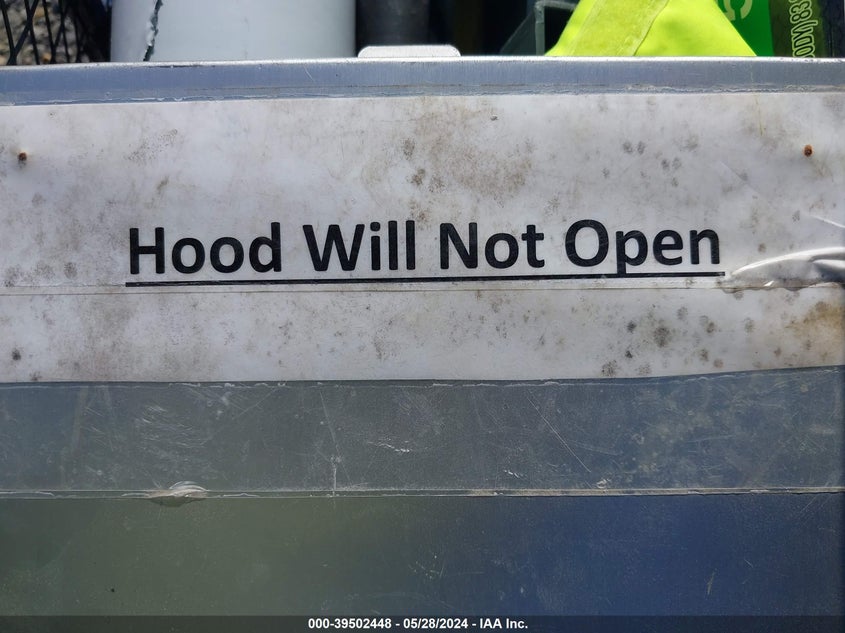 Hood Will Not Open
000-39502448 - 05/28/2024 - IAA Inc.